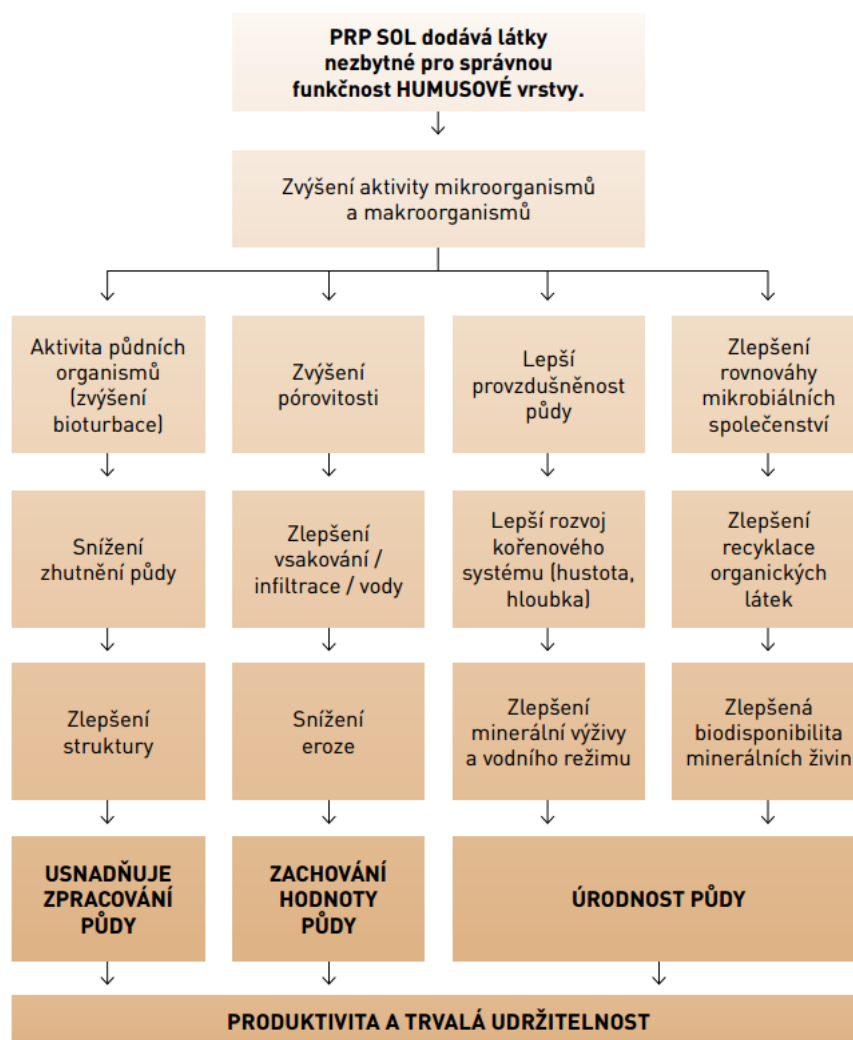 PRP SOL dodává látky
nezbytné pro správnou
funkčnost HUMUSOVÉ vrstvy.
Zvýšení aktivity mikroorganismů
a makroorganismů
Aktivita půdních
organismů
(zvýšení
bioturbace)
Zvýšení
pórovitosti
Lepší
provzdušněnost
půdy
Zlepšení
rovnováhy
mikrobiálních
společenství
Snížení
zhutnění půdy
Zlepšení
vsakování /
infiltrace / vody
Lepší rozvoj
kořenového
systému (hustota,
hloubka)
Zlepšení
recyklace
organických
látek
Zlepšení
struktury
Snížení
eroze
Zlepšení
minerální výživy
a vodního režimu
Zlepšená
biodisponibilita
minerálních živin
USNADŇUJE
ZPRACOVÁNÍ
PŮDY
ZACHOVÁNÍ
HODNOTY
PŮDY
ÚRODNOST PŮDY
PRODUKTIVITA A TRVALÁ UDRŽITELNOST